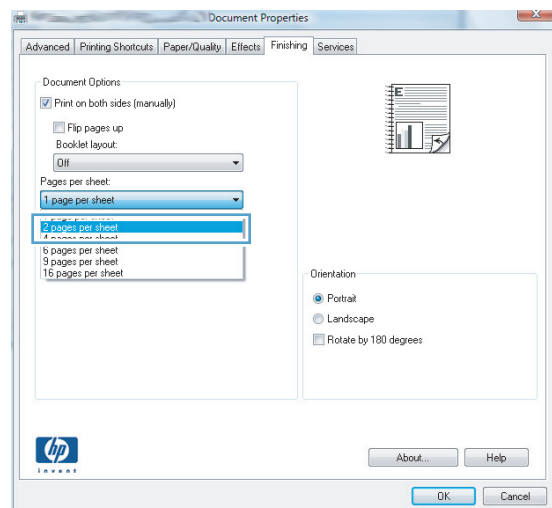 Document Properties
Advanced Printing Shortcuts Paper/Quality Effects Finishing Services
Document Options
Print on both sides (manually)
Flip pages up
Booklet layout:
Off
Pages per sheet:
1 page per sheet
2 pages per sheet
6 pages per sheet
9 pages per sheet
16 pages per sheet
E
Orientation
Portrait
Landscape
Rotate by 180 degrees
hp
invent
About... Help
OK Cancel